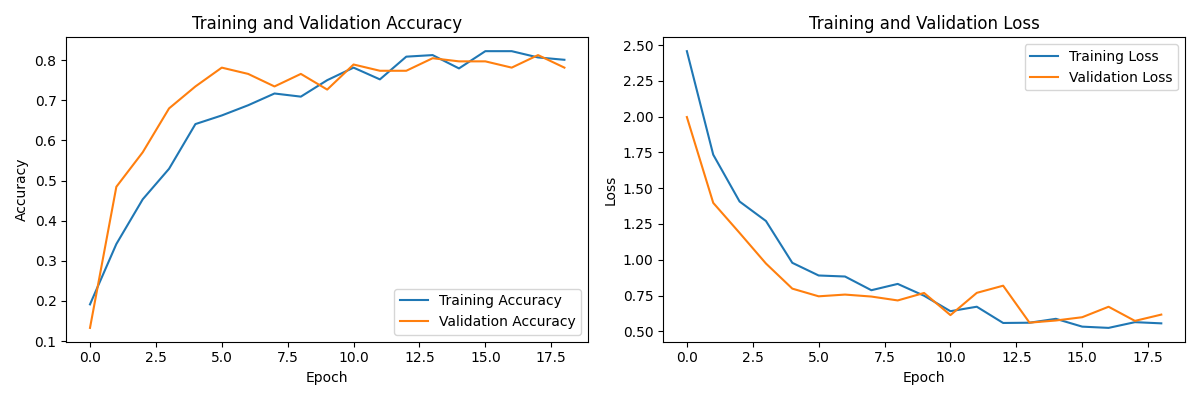 Training and Validation Accuracy
Accuracy
0.8
0.7
0.6
0.5
0.4
0.3
0.2
0.1
Training Accuracy
Validation Accuracy
0.0 2.5 5.0 7.5 10.0 12.5 15.0 17.5
Epoch
Training and Validation Loss
Loss
2.50
2.25
2.00
1.75
1.50
1.25
1.00
0.75
0.50
Training Loss
Validation Loss
0.0 2.5 5.0 7.5 10.0 12.5 15.0 17.5
Epoch